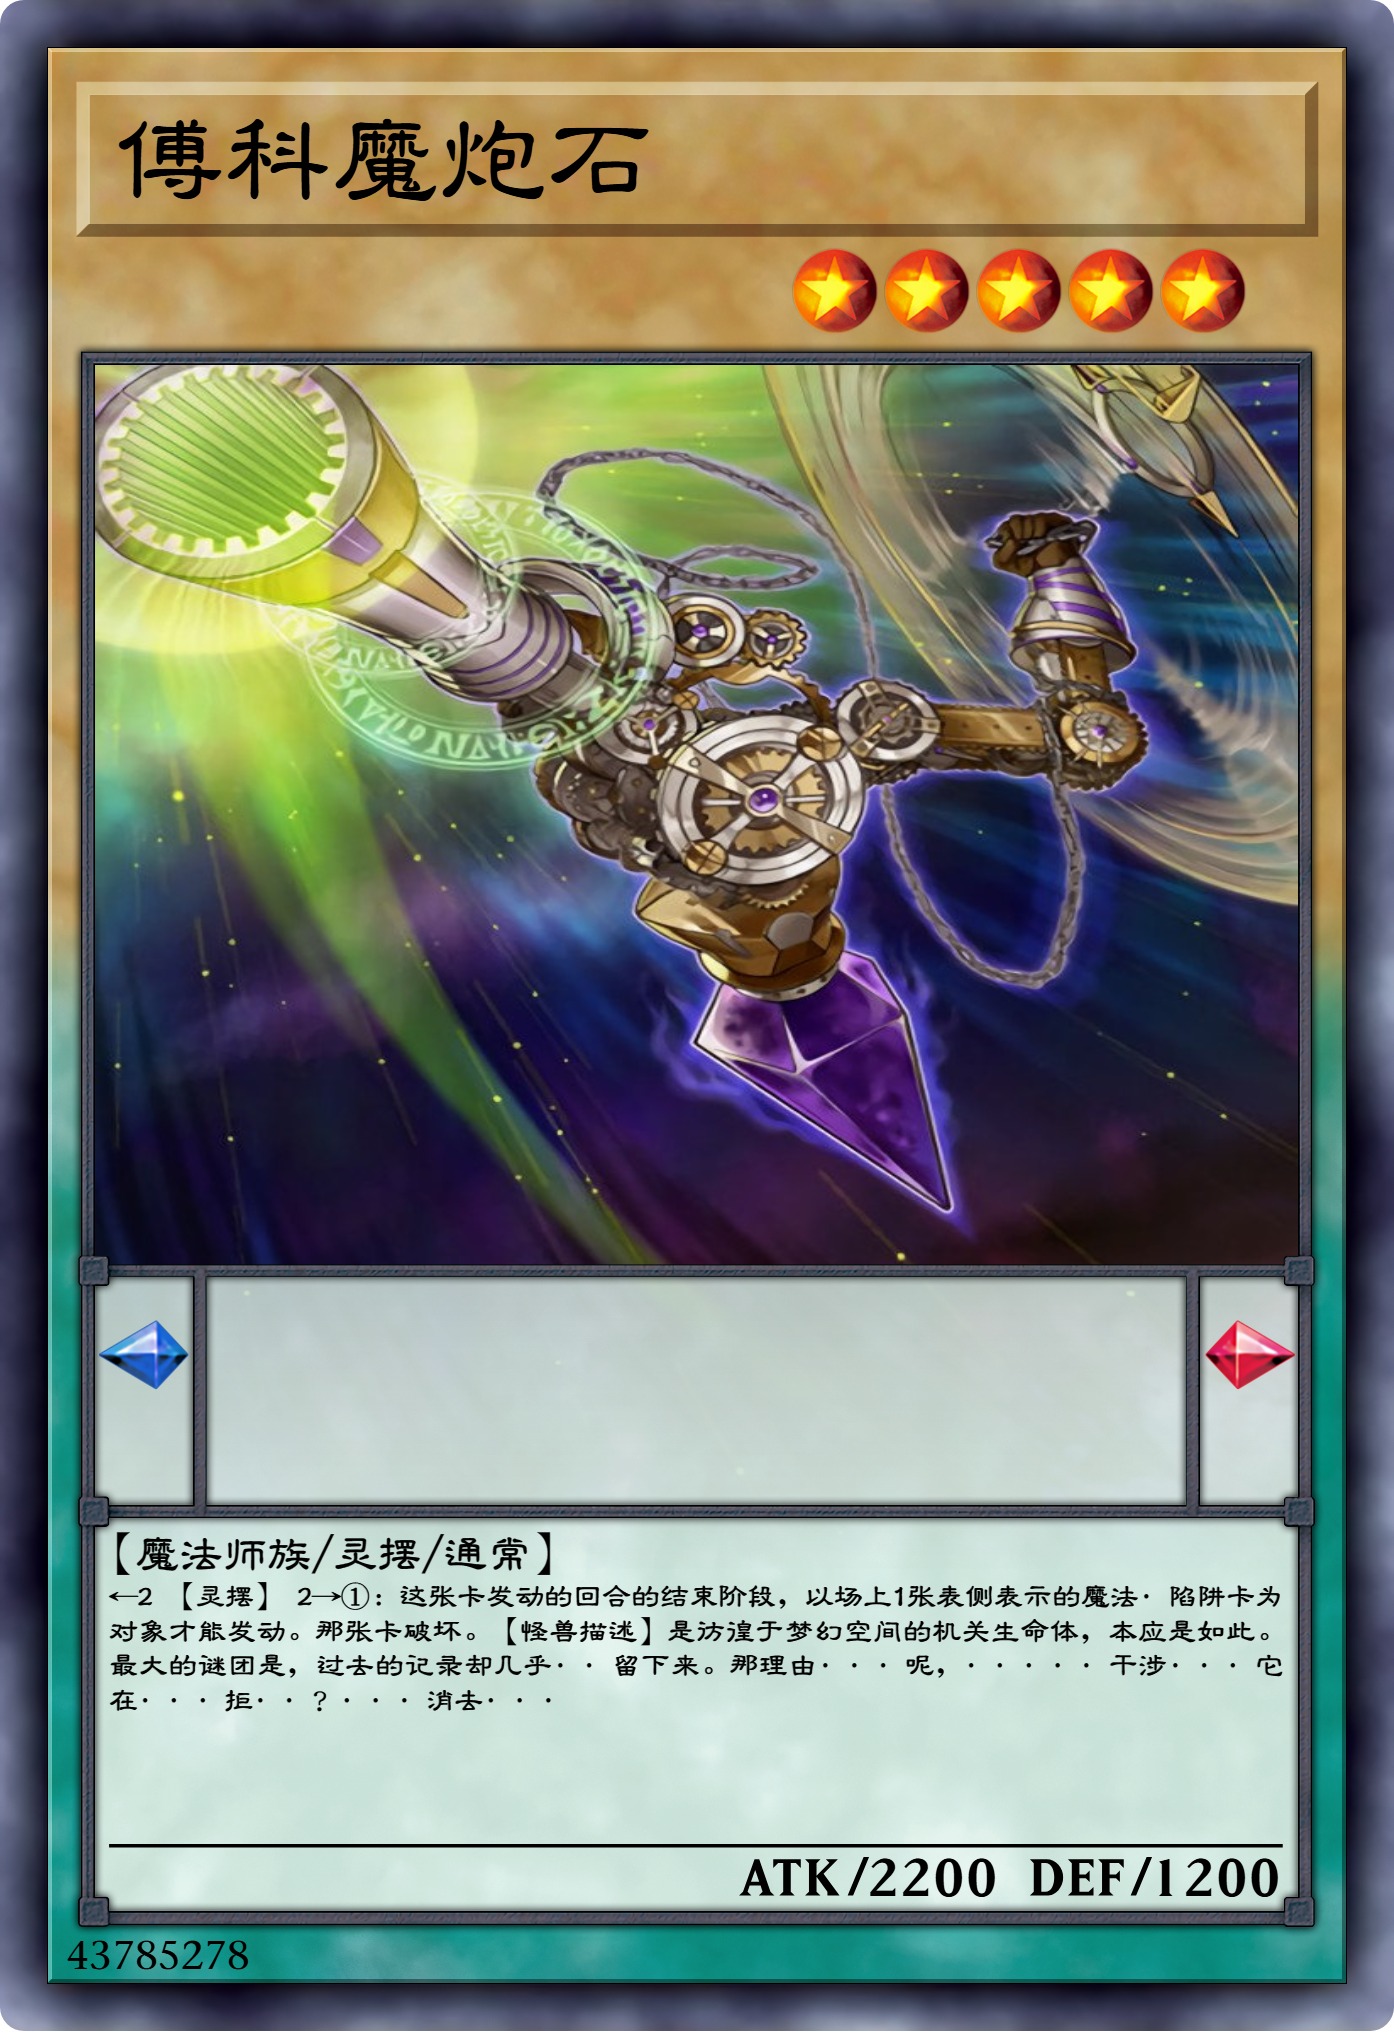 傅科魔炮石
【魔法师族/灵摆/通常】
←2 【灵摆】 2→①：这张卡发动的回合的结束阶段，以场上1张表侧表示的魔法·陷阱卡为
对象才能发动。那张卡破坏。【怪兽描述】是彷徨于梦幻空间的机关生命体，本应是如此。
最大的谜团是，过去的记录却几乎·· 留下来。那理由··· 呢，····· 干涉··· 它
在··· 拒·· ？··· 消去···
ATK/2200 DEF/1200
43785278